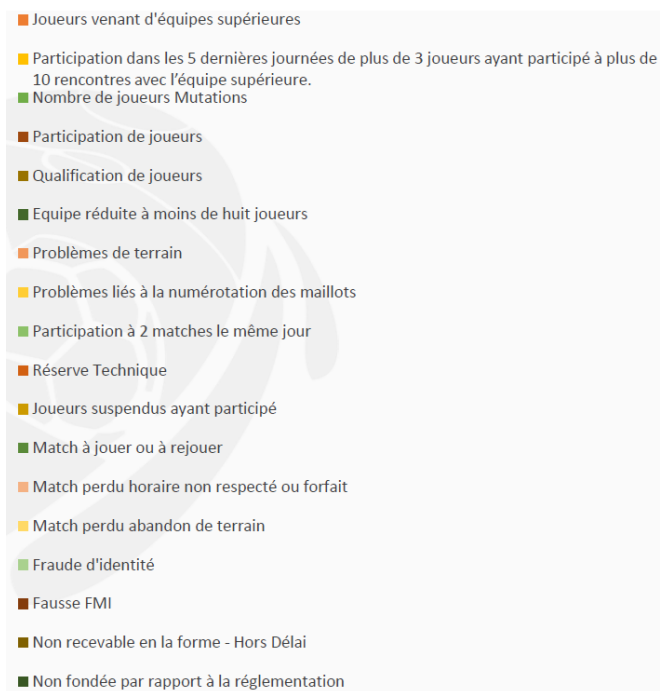 Joueurs venant d'équipes supérieures
Participation dans les 5 dernières journées de plus de 3 joueurs ayant participé à plus de
10 rencontres avec l’équipe supérieure.
Nombre de joueurs Mutations
Participation de joueurs
Qualification de joueurs
Equipe réduite à moins de huit joueurs
Problèmes de terrain
Problèmes liés à la numérotation des maillots
Participation à 2 matches le même jour
Réserve Technique
Joueurs suspendus ayant participé
Match à jouer ou à rejouer
Match perdu horaire non respecté ou forfait
Match perdu abandon de terrain
Fraude d'identité
Fausse FMI
Non recevable en la forme - Hors Délai
Non fondée par rapport à la réglementation